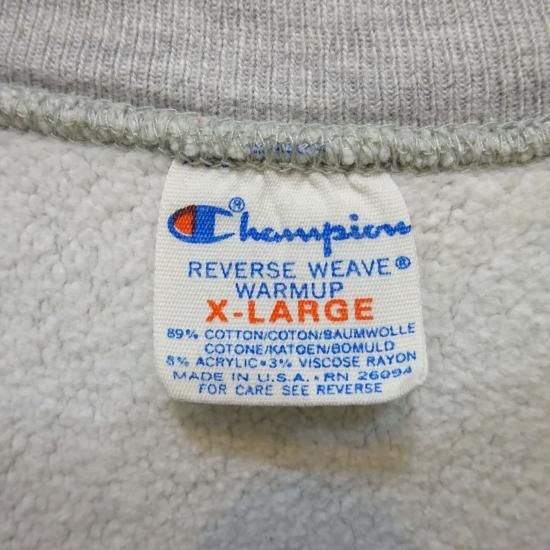 Champion®
REVERSE WEAVE®
WARMUP
X-LARGE
89% COTTON/COTON/BAUMWOLLE
COTONE/KATOEN/BOMULD
8% ACRYLIC • 3% VISCOSE RAYON
MADE IN U.S.A. • RN 26094
FOR CARE SEE REVERSE